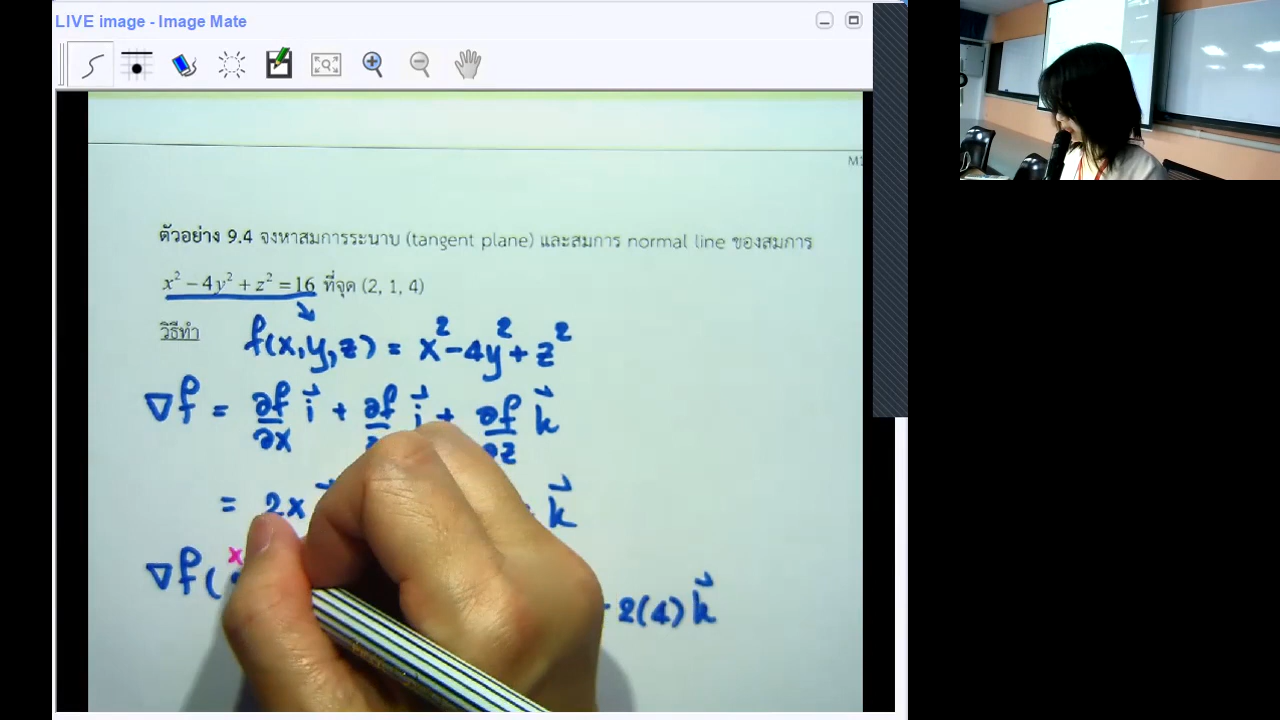 LIVE image - Image Mate
ตัวอย่าง 9.4 จงหาสมการระนาบ (tangent plane) และสมการ normal line ของสมการ
x² − 4y² + z² = 16 ที่จุด (2, 1, 4)
วิธีทำ
f(x,y,z) = x² - 4y² + z²
∇f = ∂f/∂x i⃗ + ∂f j⃗ + ∂f/∂z k⃗
= 2x k⃗
x
∇f( 2(4) k⃗